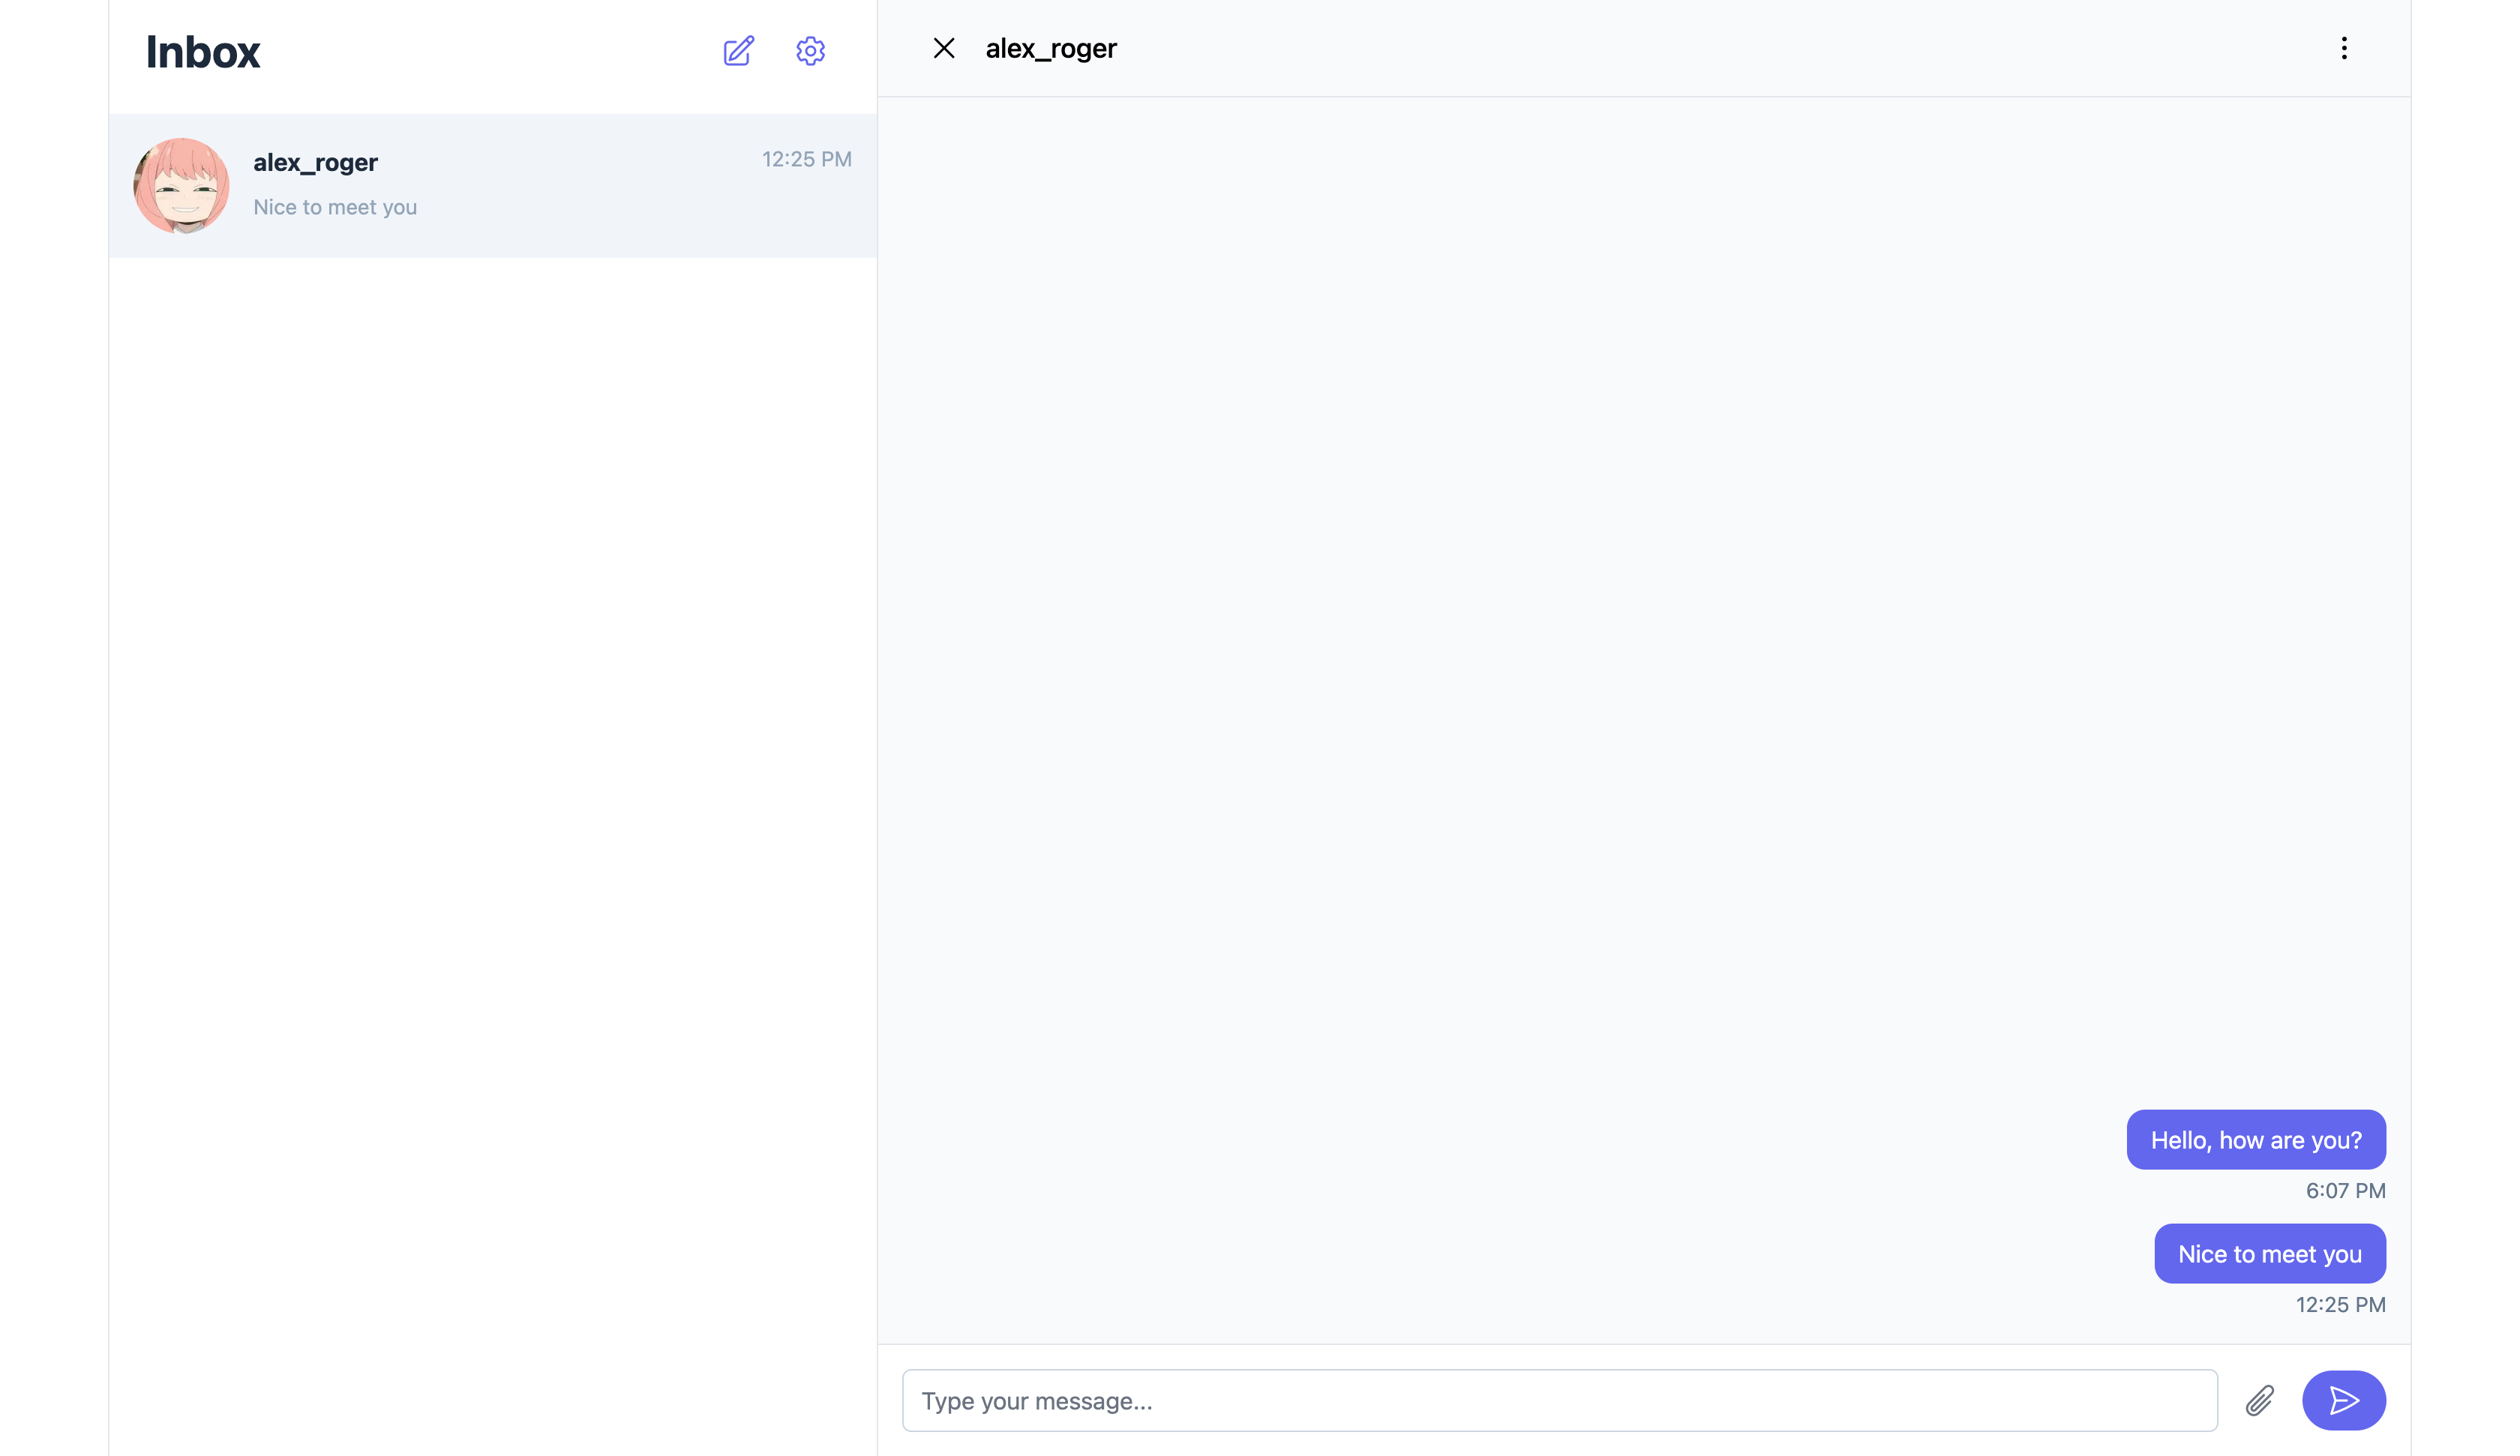 Inbox
alex_roger
12:25 PM
Nice to meet you
alex_roger
Hello, how are you?
6:07 PM
Nice to meet you
12:25 PM
Type your message...